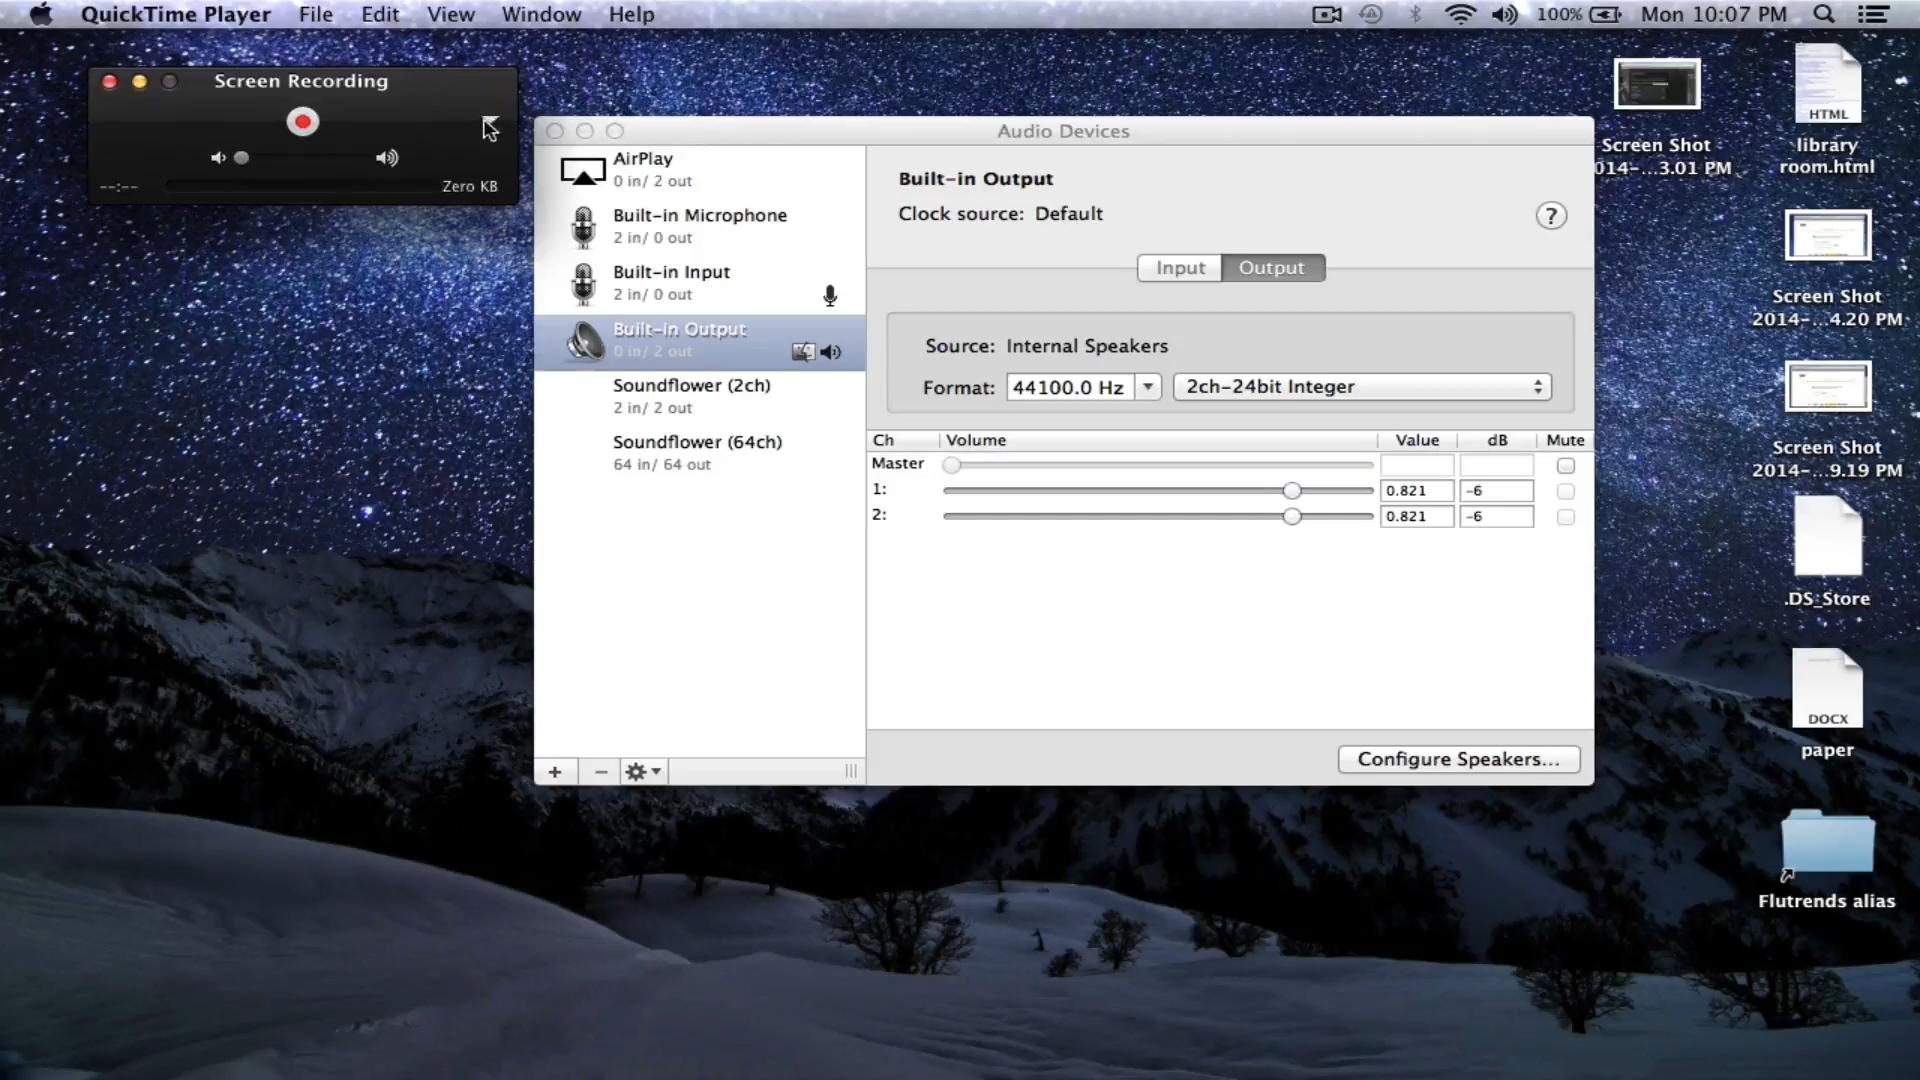 QuickTime Player File Edit View Window Help 100% Mon 10:07 PM
Screen Recording
--:-- Zero KB
Audio Devices
AirPlay
0 in/ 2 out
Built-in Microphone
2 in/ 0 out
Built-in Input
2 in/ 0 out
Built-in Output
0 in/ 2 out
Soundflower (2ch)
2 in/ 2 out
Soundflower (64ch)
64 in/ 64 out
+ −
Built-in Output
Clock source: Default
?
Input Output
Source: Internal Speakers
Format: 44100.0 Hz 2ch-24bit Integer
Ch Volume Value dB Mute
Master
1: 0.821 -6
2: 0.821 -6
Configure Speakers...
Screen Shot
014-...3.01 PM
HTML
library
room.html
Screen Shot
2014-...4.20 PM
Screen Shot
2014-...9.19 PM
.DS_Store
DOCX
paper
Flutrends alias